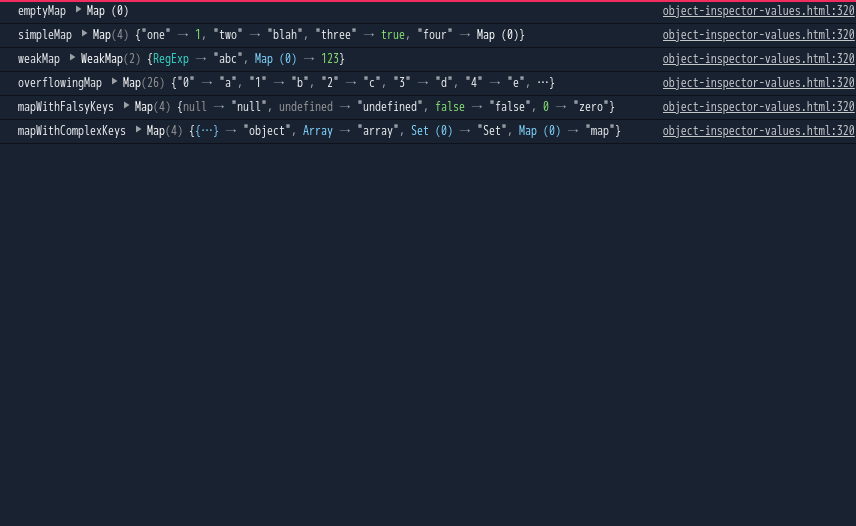 emptyMap ▶ Map (0) object-inspector-values.html:320
simpleMap ▶ Map(4) {"one" → 1, "two" → "blah", "three" → true, "four" → Map (0)} object-inspector-values.html:320
weakMap ▶ WeakMap(2) {RegExp → "abc", Map (0) → 123} object-inspector-values.html:320
overflowingMap ▶ Map(26) {"0" → "a", "1" → "b", "2" → "c", "3" → "d", "4" → "e", …} object-inspector-values.html:320
mapWithFalsyKeys ▶ Map(4) {null → "null", undefined → "undefined", false → "false", 0 → "zero"} object-inspector-values.html:320
mapWithComplexKeys ▶ Map(4) {{…} → "object", Array → "array", Set (0) → "Set", Map (0) → "map"} object-inspector-values.html:320